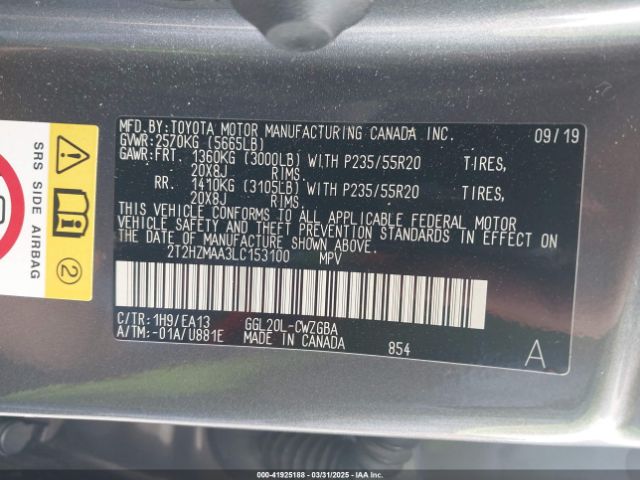 MFD.BY:TOYOTA MOTOR MANUFACTURING CANADA INC. 09/19
GVWR:2570KG (5665LB)
GAWR:FRT. 1360KG (3000LB) WITH P235/55R20 TIRES,
20X8J RIMS.
RR. 1410KG (3105LB) WITH P235/55R20 TIRES,
20X8J RIMS.
THIS VEHICLE CONFORMS TO ALL APPLICABLE FEDERAL MOTOR
VEHICLE SAFETY AND THEFT PREVENTION STANDARDS IN EFFECT ON
THE DATE OF MANUFACTURE SHOWN ABOVE.
2T2HZMAA3LC153100 MPV
C/TR:1H9/EA13 GGL20L-CWZGBA
A/TM:-01A/U881E MADE IN CANADA 854 A
SRS SIDE AIRBAG
2
000-41925188 - 03/31/2025 - IAA Inc.